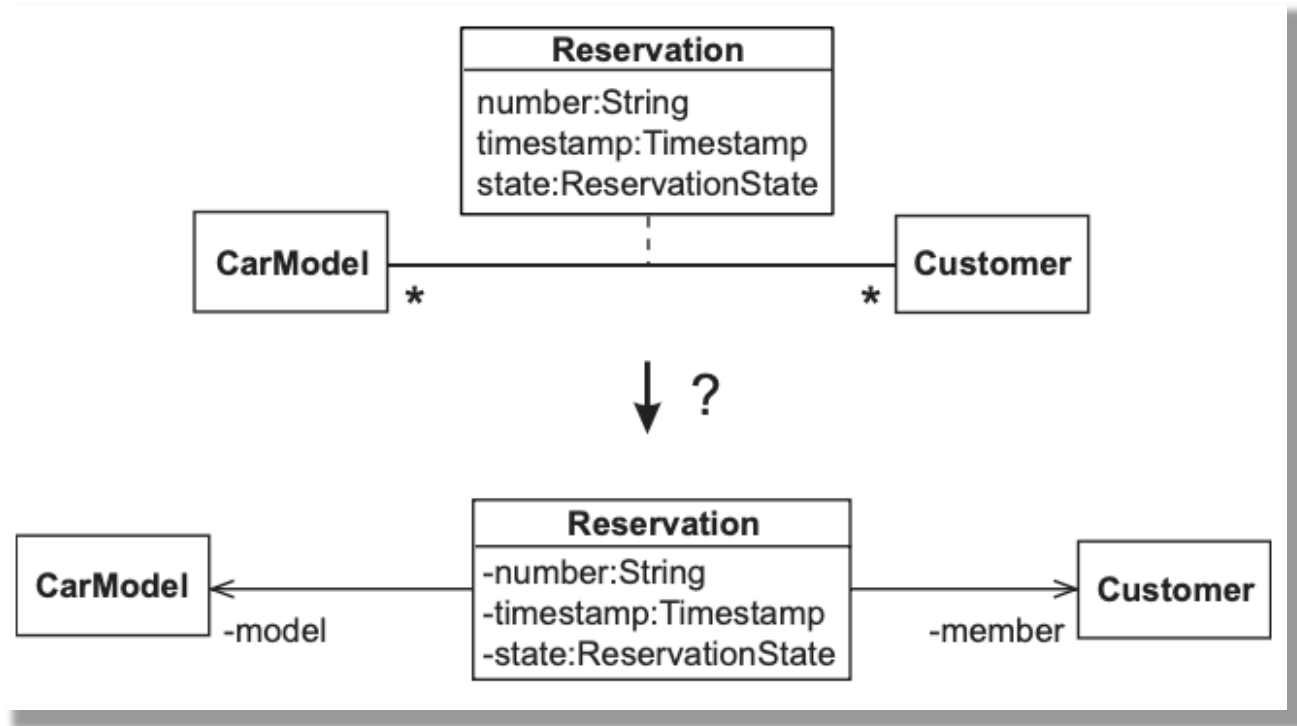 Reservation
number:String
timestamp:Timestamp
state:ReservationState
CarModel
Customer
*
*
?
Reservation
-number:String
-timestamp:Timestamp
-state:ReservationState
CarModel
-model
-member
Customer